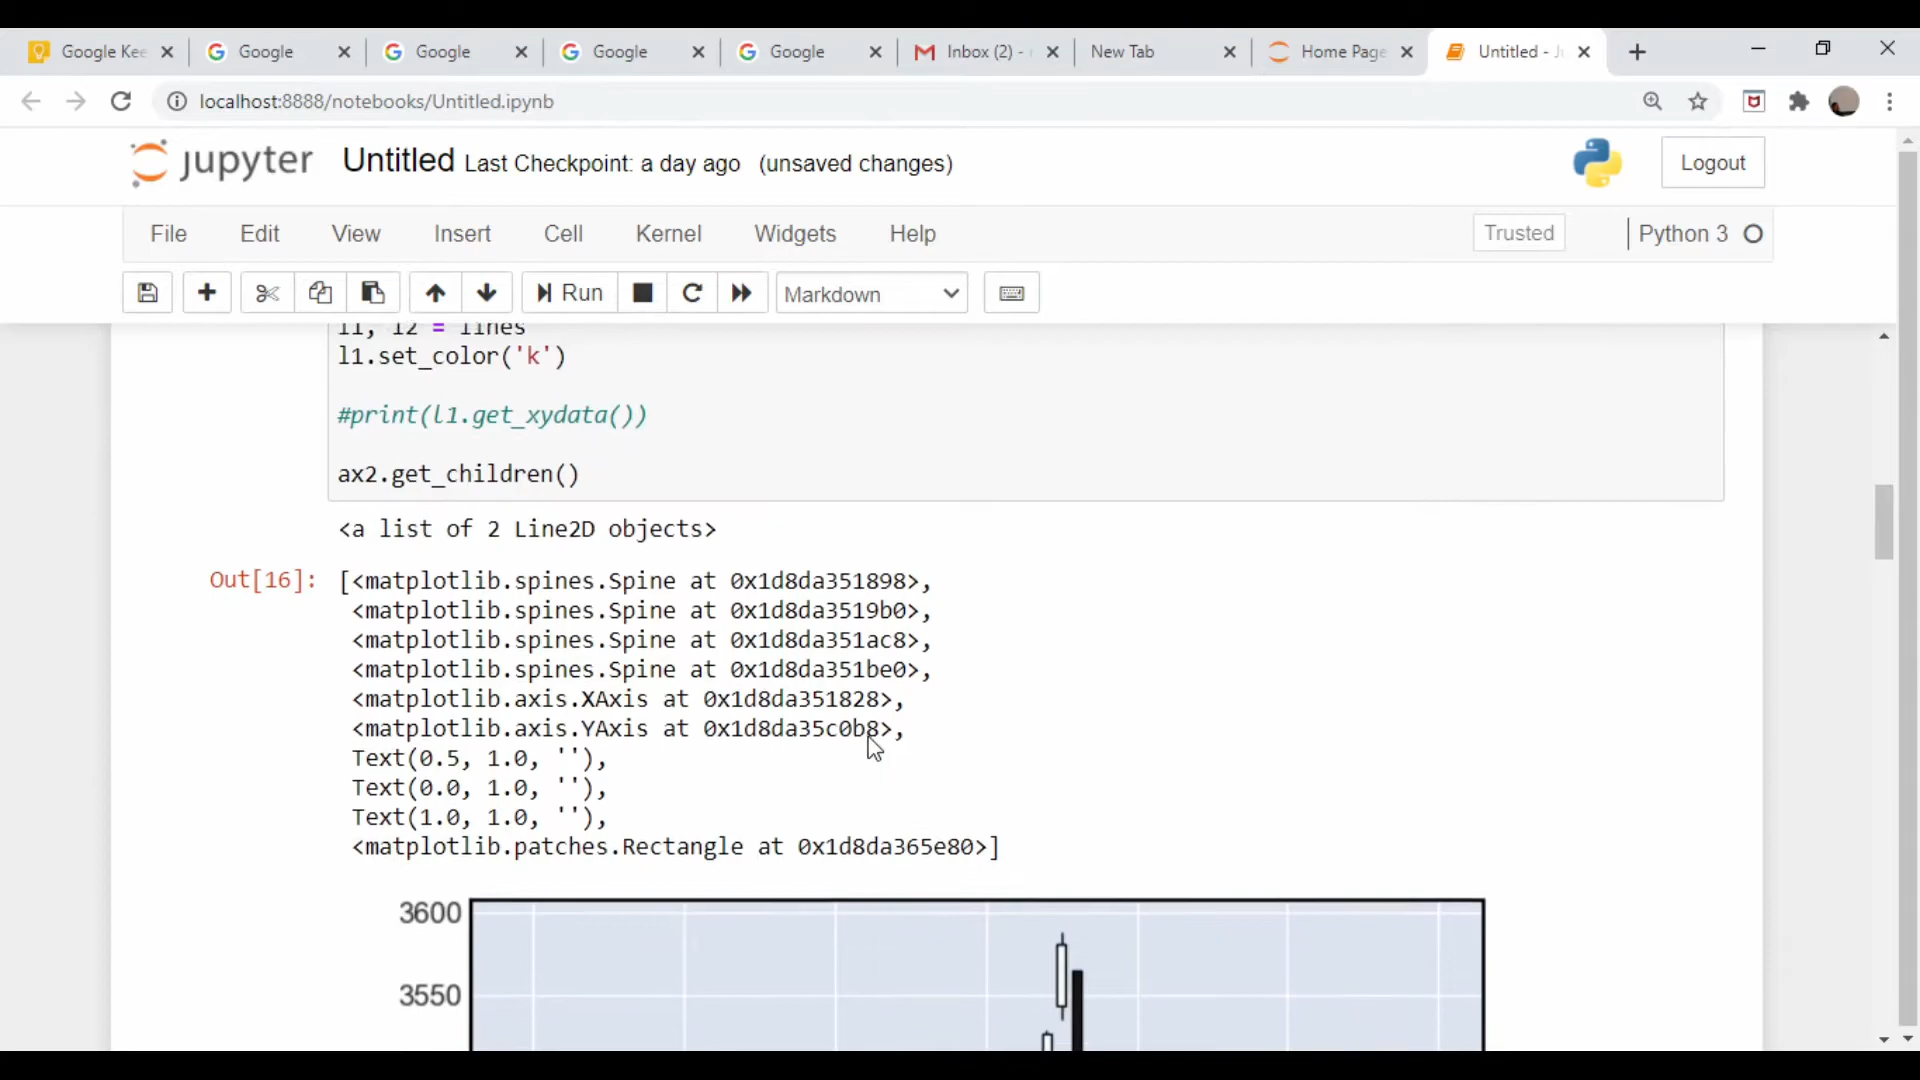 Google Kee
Google
Google
Google
Google
Inbox (2) -
New Tab
Home Page
Untitled - J
localhost:8888/notebooks/Untitled.ipynb
jupyter
Untitled Last Checkpoint: a day ago (unsaved changes)
Logout
File
Edit
View
Insert
Cell
Kernel
Widgets
Help
Trusted
Python 3
Run
Markdown
l1, l2 = lines
l1.set_color('k')
#print(l1.get_xydata())
ax2.get_children()
<a list of 2 Line2D objects>
Out[16]: [<matplotlib.spines.Spine at 0x1d8da351898>,
<matplotlib.spines.Spine at 0x1d8da3519b0>,
<matplotlib.spines.Spine at 0x1d8da351ac8>,
<matplotlib.spines.Spine at 0x1d8da351be0>,
<matplotlib.axis.XAxis at 0x1d8da351828>,
<matplotlib.axis.YAxis at 0x1d8da35c0b8>,
Text(0.5, 1.0, ''),
Text(0.0, 1.0, ''),
Text(1.0, 1.0, ''),
<matplotlib.patches.Rectangle at 0x1d8da365e80>]
3600
3550